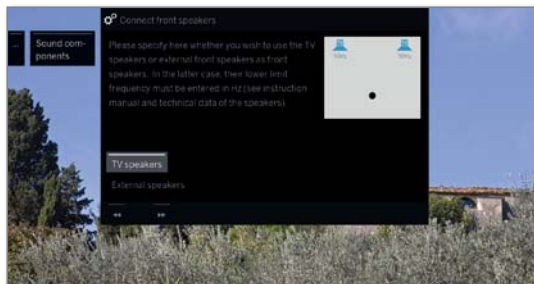 Connect front speakers
...
Sound com-
ponents
Please specify here whether you wish to use the TV
speakers or external front speakers as front
speakers. In the latter case, their lower limit
frequency must be entered in Hz (see instruction
manual and technical data of the speakers).
TV speakers
External speakers